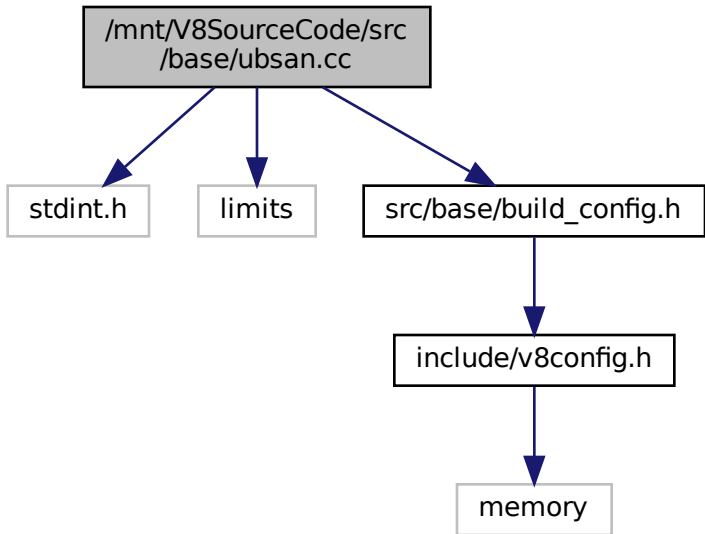 /mnt/V8SourceCode/src
/base/ubsan.cc
stdint.h
limits
src/base/build_config.h
include/v8config.h
memory